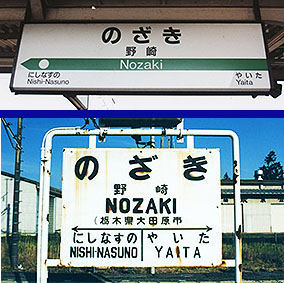 のざき
野崎
Nozaki
にしなすの やいた
Nishi-Nasuno Yaita
のざき
野崎
NOZAKI
(栃木県大田原市)
にしなすの やいた
NISHI-NASUNO YAITA